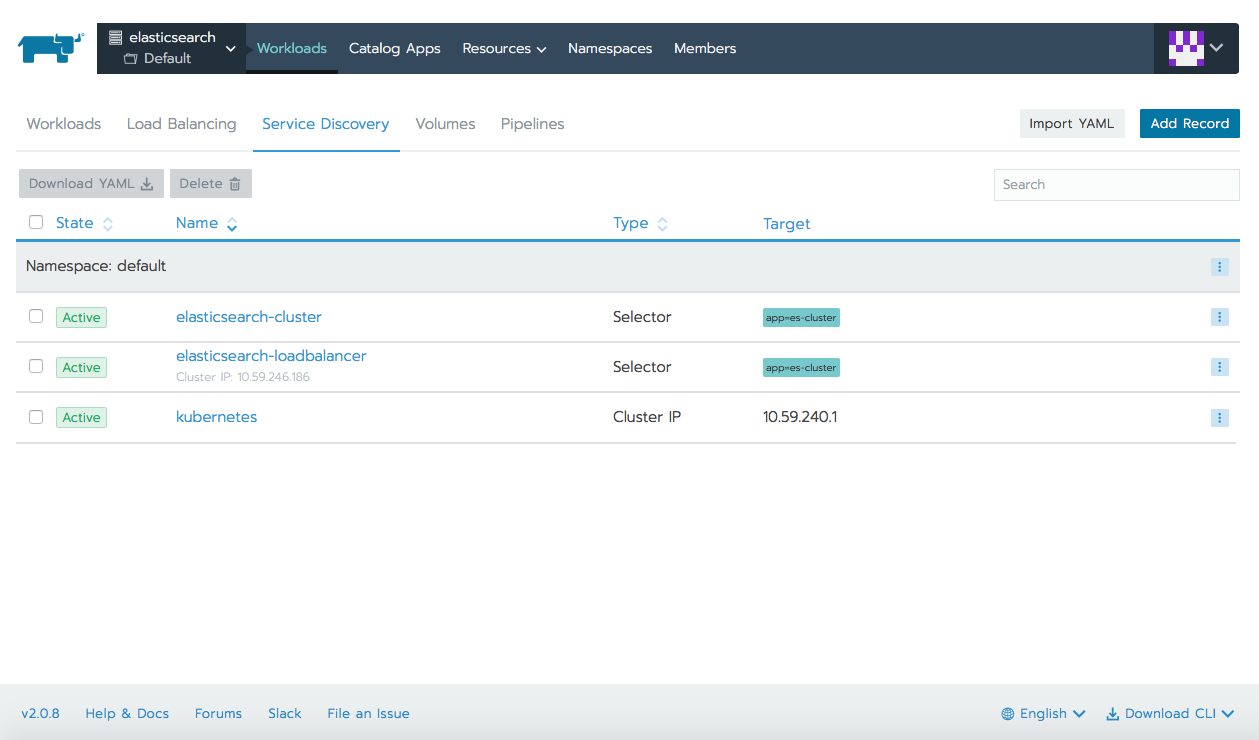 elasticsearch
Default
Workloads Catalog Apps Resources Namespaces Members
Workloads Load Balancing Service Discovery Volumes Pipelines Import YAML Add Record
Download YAML Delete Search
State Name Type Target
Namespace: default
Active elasticsearch-cluster Selector app=es-cluster
Active elasticsearch-loadbalancer Selector app=es-cluster
Cluster IP: 10.59.246.186
Active kubernetes Cluster IP 10.59.240.1
v2.0.8 Help & Docs Forums Slack File an Issue English Download CLI